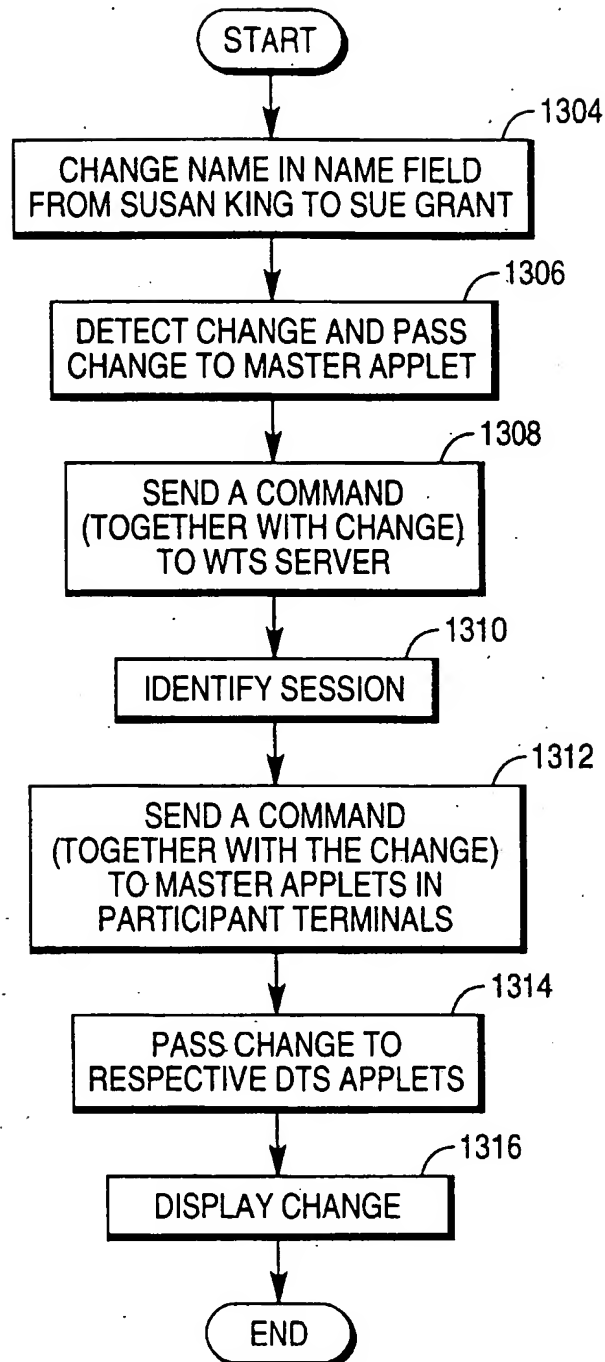 START
1304
CHANGE NAME IN NAME FIELD
FROM SUSAN KING TO SUE GRANT
1306
DETECT CHANGE AND PASS
CHANGE TO MASTER APPLET
1308
SEND A COMMAND
(TOGETHER WITH CHANGE)
TO WTS SERVER
1310
IDENTIFY SESSION
1312
SEND A COMMAND
(TOGETHER WITH THE CHANGE)
TO MASTER APPLETS IN
PARTICIPANT TERMINALS
1314
PASS CHANGE TO
RESPECTIVE DTS APPLETS
1316
DISPLAY CHANGE
END